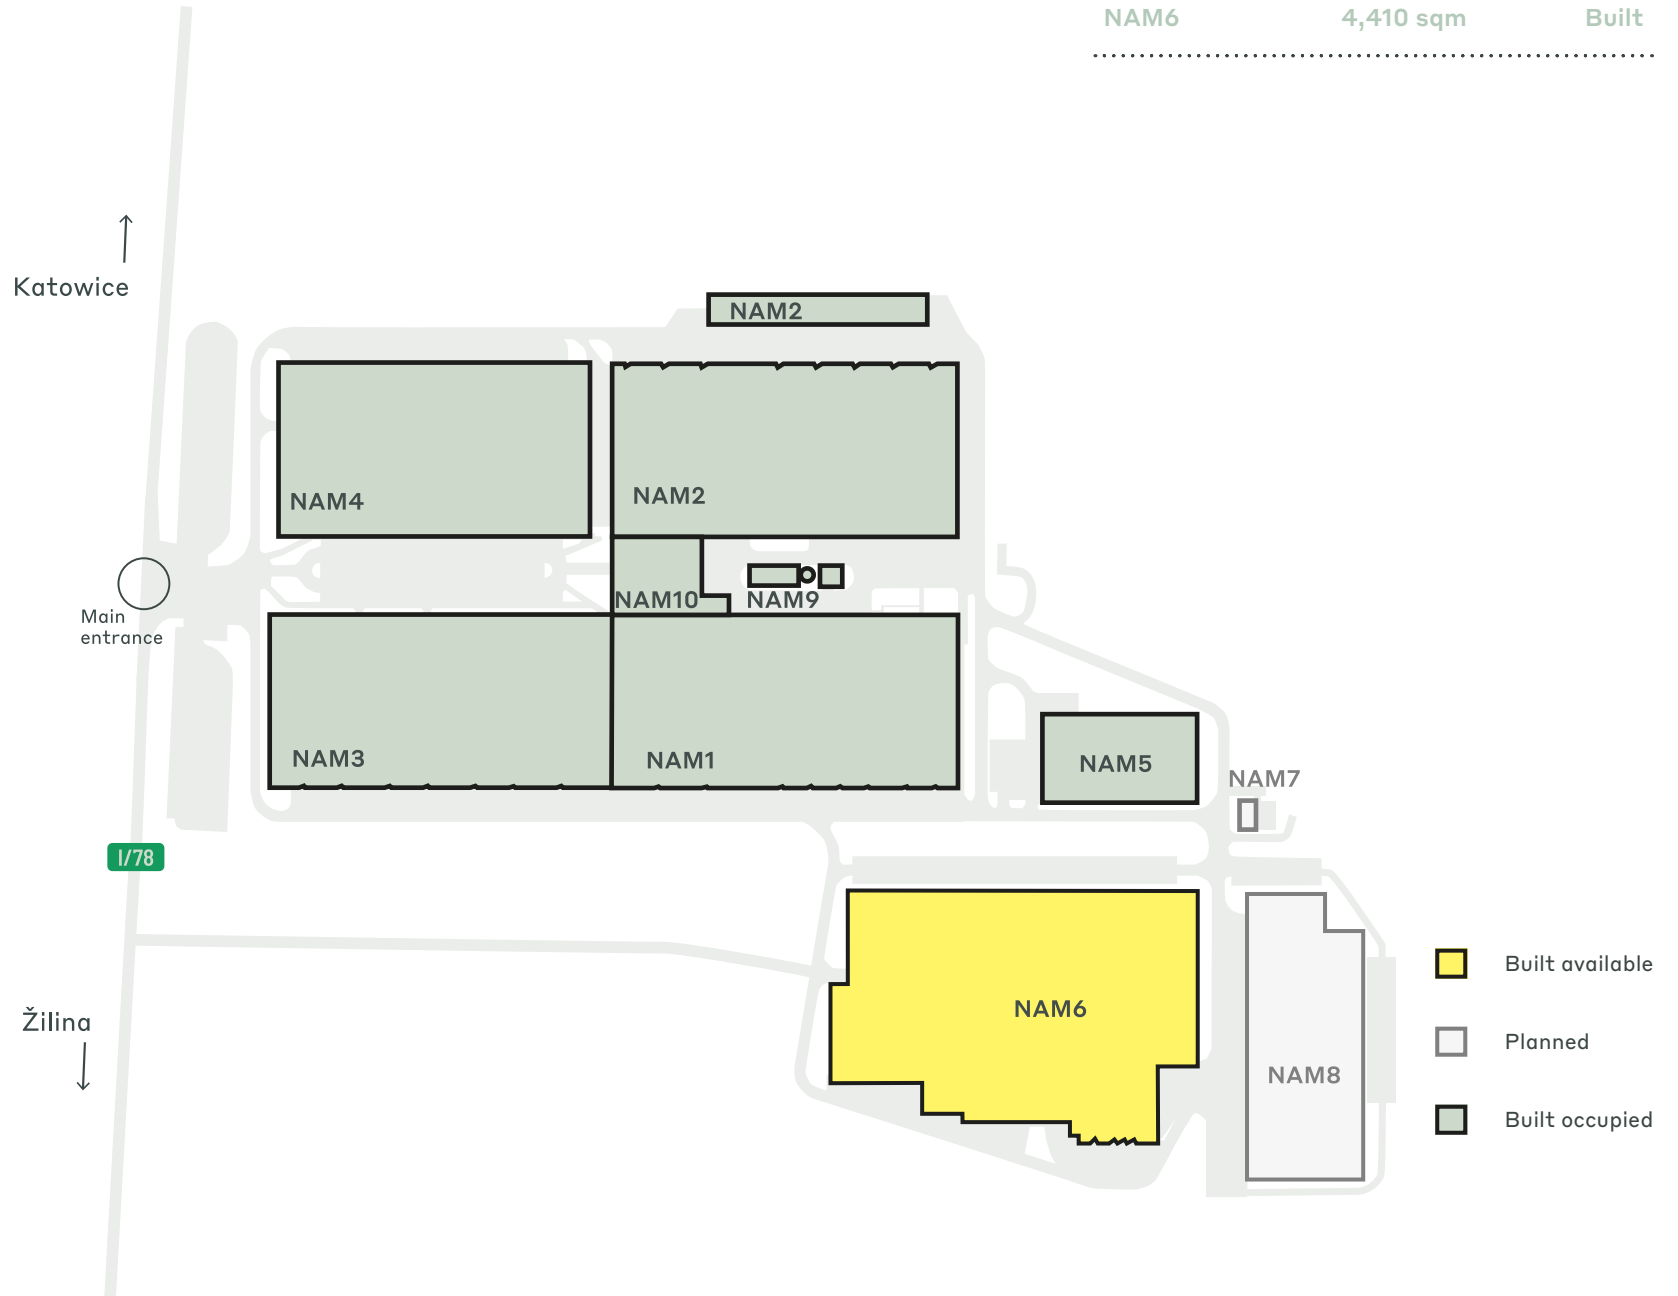 NAM6 4,410 sqm Built
Katowice
NAM2
NAM4
NAM2
NAM10
NAM9
Main
entrance
NAM3
NAM1
NAM5
NAM7
I/78
Built available
NAM6
Žilina
Planned
NAM8
Built occupied